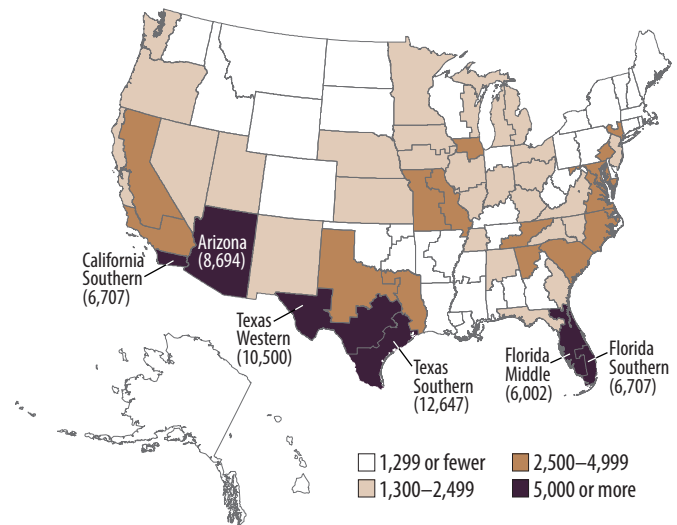 Arizona
(8,694)
California
Southern
(6,707)
Texas
Western
(10,500)
Texas
Southern
(12,647)
Florida
Middle
(6,002)
Florida
Southern
(6,707)
1,299 or fewer
1,300–2,499
2,500–4,999
5,000 or more